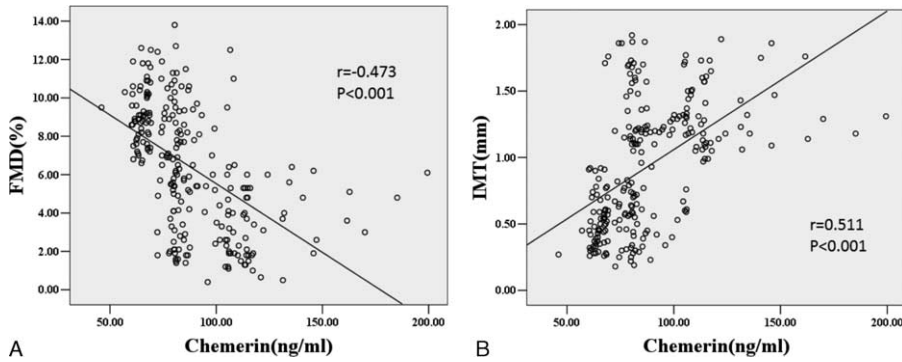 14.00
12.00
10.00
8.00
6.00
4.00
2.00
0.00
FMD(%)
r=-0.473
P<0.001
50.00 100.00 150.00 200.00
Chemerin(ng/ml)
A
2.00
1.50
1.00
0.50
0.00
IMT(mm)
r=0.511
P<0.001
50.00 100.00 150.00 200.00
Chemerin(ng/ml)
B